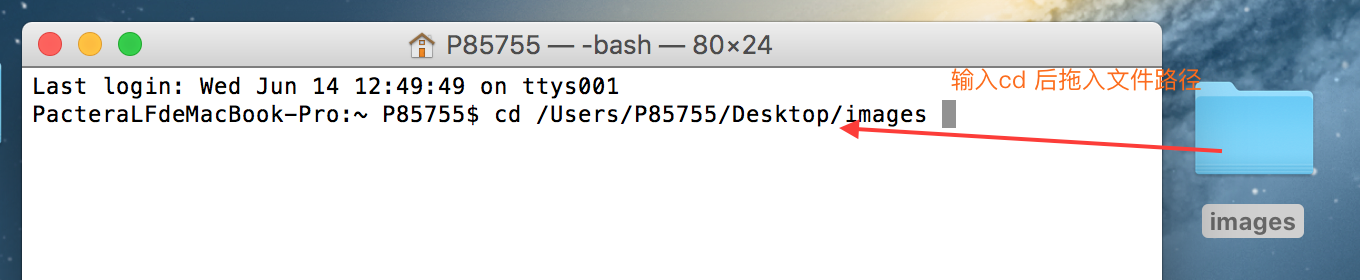 P85755 — -bash — 80×24
Last login: Wed Jun 14 12:49:49 on ttys001
输入cd 后拖入文件路径
PacteraLFdeMacBook-Pro:~ P85755$ cd /Users/P85755/Desktop/images
images